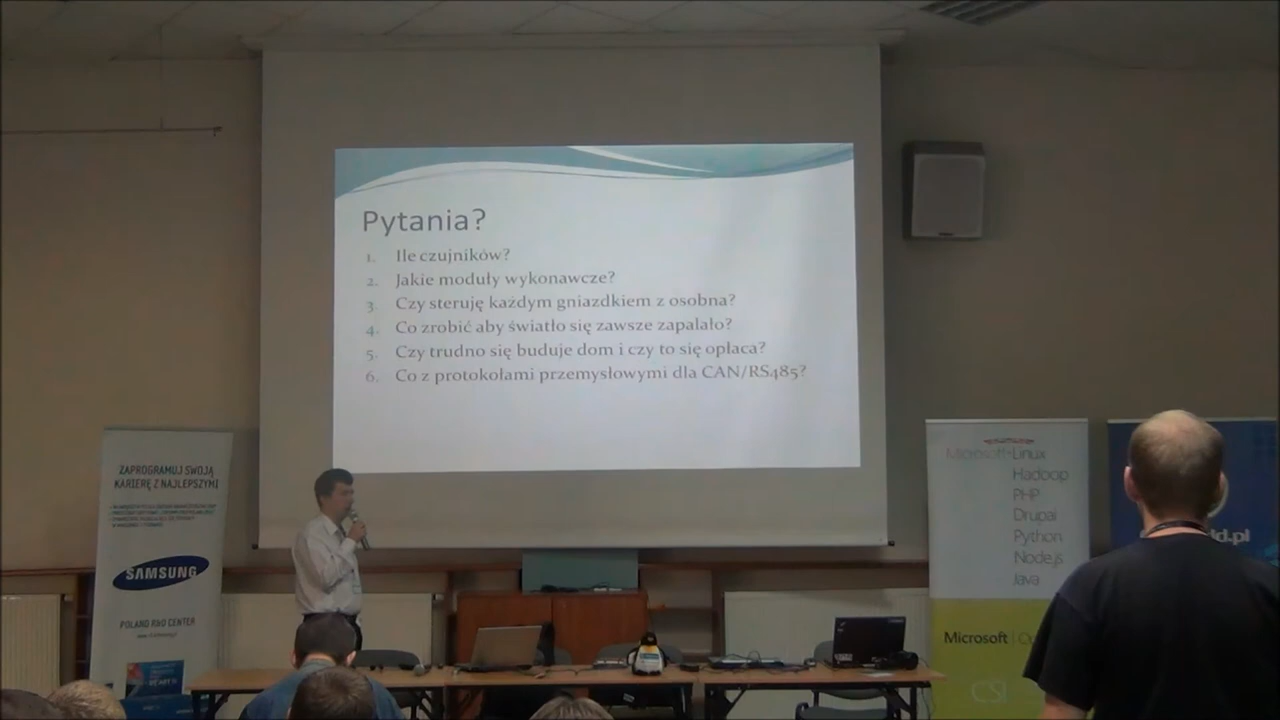 Pytania?
1. Ile czujników?
2. Jakie moduły wykonawcze?
3. Czy steruję każdym gniazdkiem z osobna?
4. Co zrobić aby światło się zawsze zapalało?
5. Czy trudno się buduje dom i czy to się opłaca?
6. Co z protokołami przemysłowymi dla CAN/RS485?
ZAPROGRAMUJ SWOJĄ
KARIERĘ Z NAJLEPSZYMI
SAMSUNG
POLAND R&D CENTER
Microsoft+Linux
Hadoop
PHP
Drupal
Python
Node.js
Java
Microsoft
ld.pl